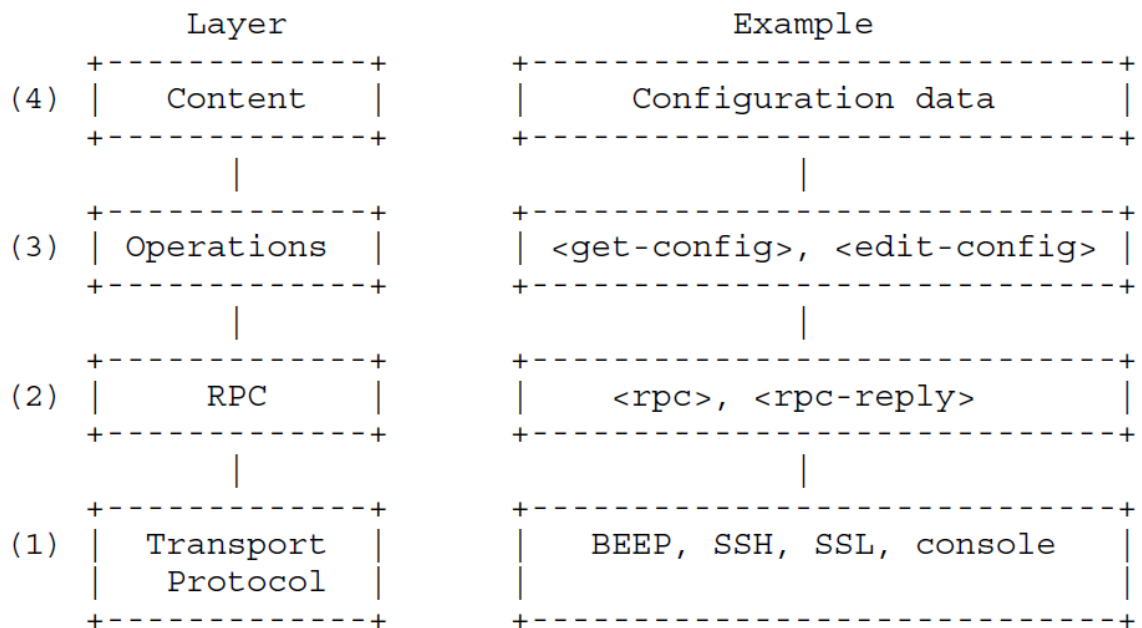 Layer                      Example
    +-------------+      +-----------------------------+
(4) |   Content   |      |     Configuration data      |
    +-------------+      +-----------------------------+
           |                           |
    +-------------+      +-----------------------------+
(3) | Operations  |      | <get-config>, <edit-config> |
    +-------------+      +-----------------------------+
           |                           |
    +-------------+      +-----------------------------+
(2) |     RPC     |      |    <rpc>, <rpc-reply>       |
    +-------------+      +-----------------------------+
           |                           |
    +-------------+      +-----------------------------+
(1) |  Transport  |      |   BEEP, SSH, SSL, console   |
    |   Protocol  |      |                             |
    +-------------+      +-----------------------------+